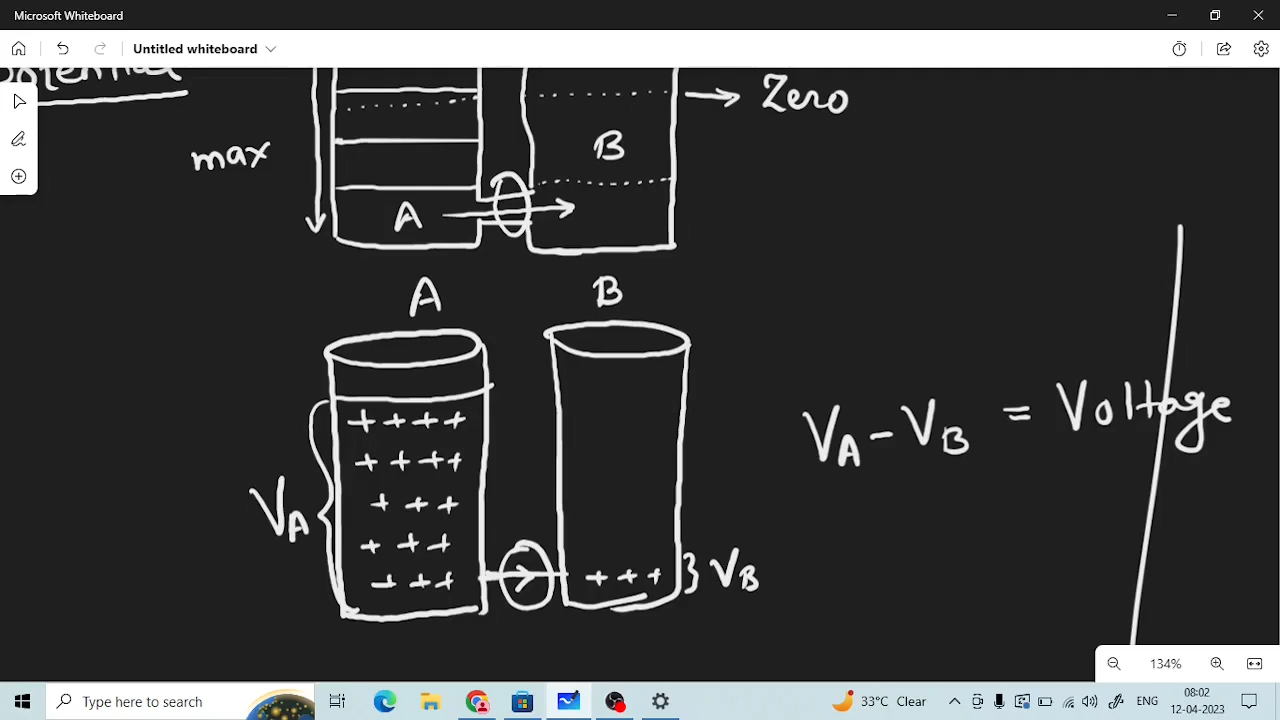 Microsoft Whiteboard
Untitled whiteboard
Potential
Zero
max
B
A
A B
+ + + +
+ + + +
+ + +
+ + +
+ + +
VA
+ + +
VB
VA - VB = Voltage
134%
Type here to search
33°C Clear
ENG
08:02
12-04-2023